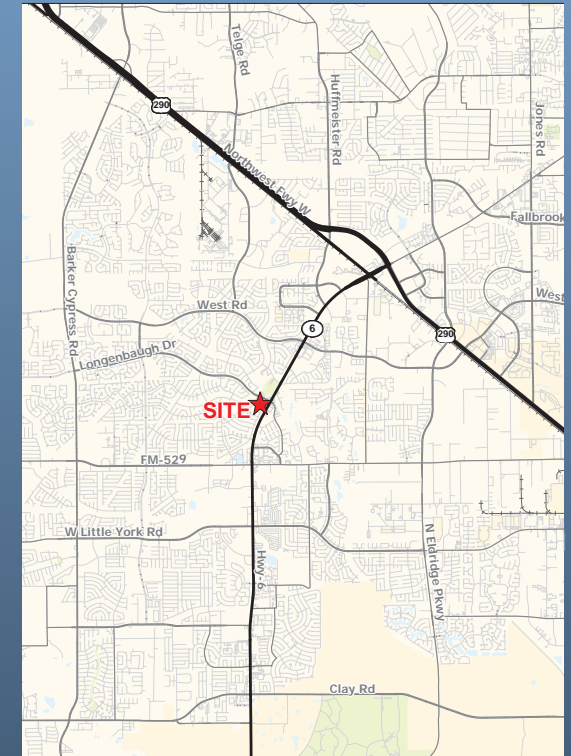 Telge Rd
Huffmeister Rd
Jones Rd
290
Northwest Fwy W
Fallbrook
Barker Cypress Rd
West Rd
West
6
290
Longenbaugh Dr
SITE
FM-529
W Little York Rd
Hwy-6
N Eldridge Pkwy
Clay Rd